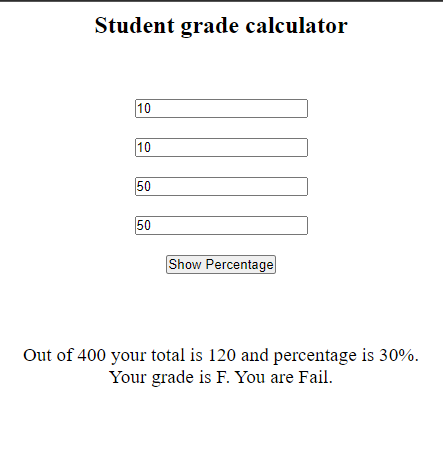 Student grade calculator
10
10
50
50
Show Percentage
Out of 400 your total is 120 and percentage is 30%.
Your grade is F. You are Fail.